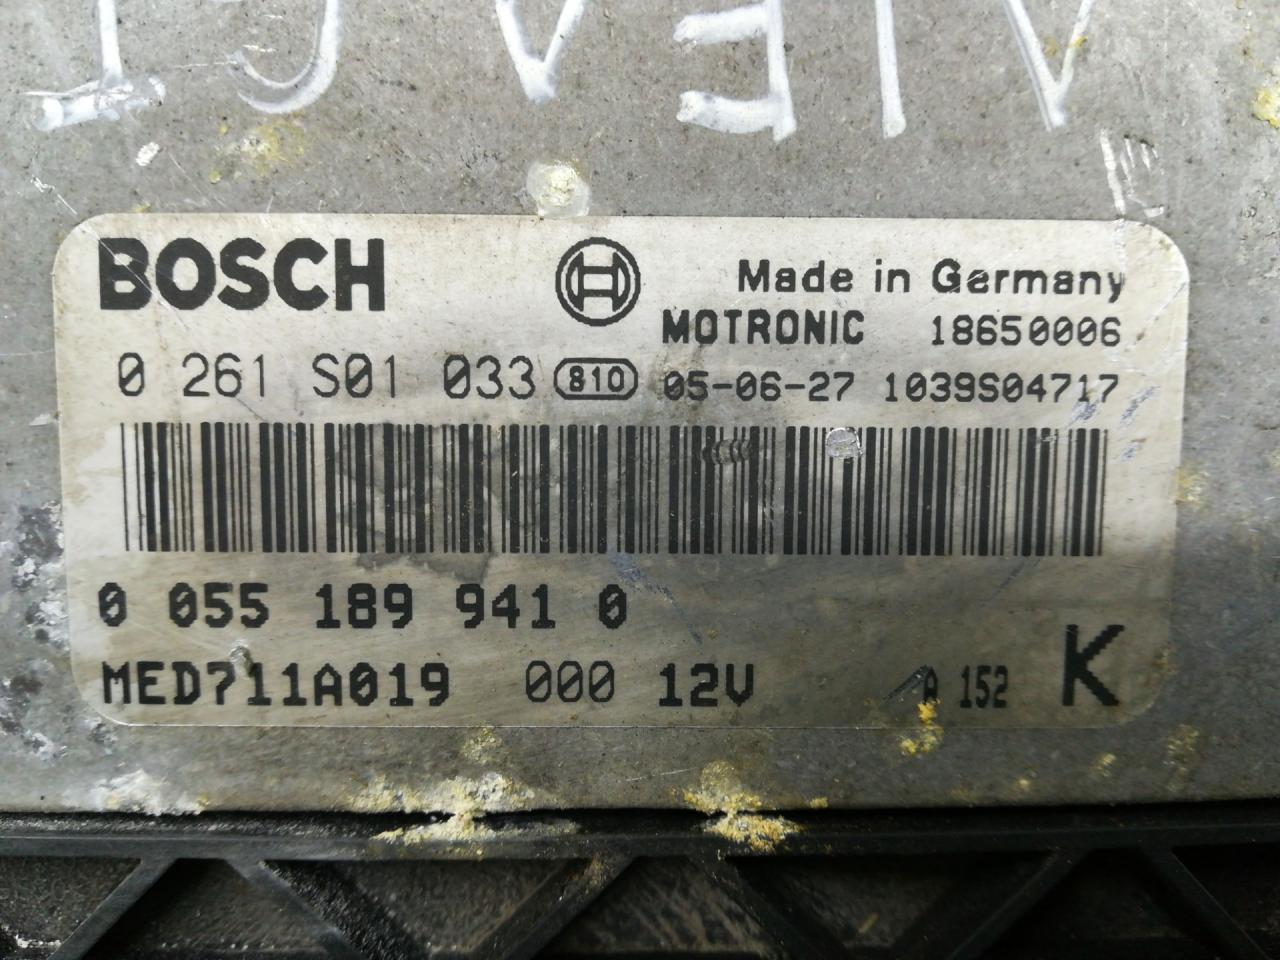 BOSCH
Made in Germany
MOTRONIC 18650006
0 261 S01 033 810 05-06-27 1039S04717
0 055 189 941 0
MED711A019 000 12V A 152 K